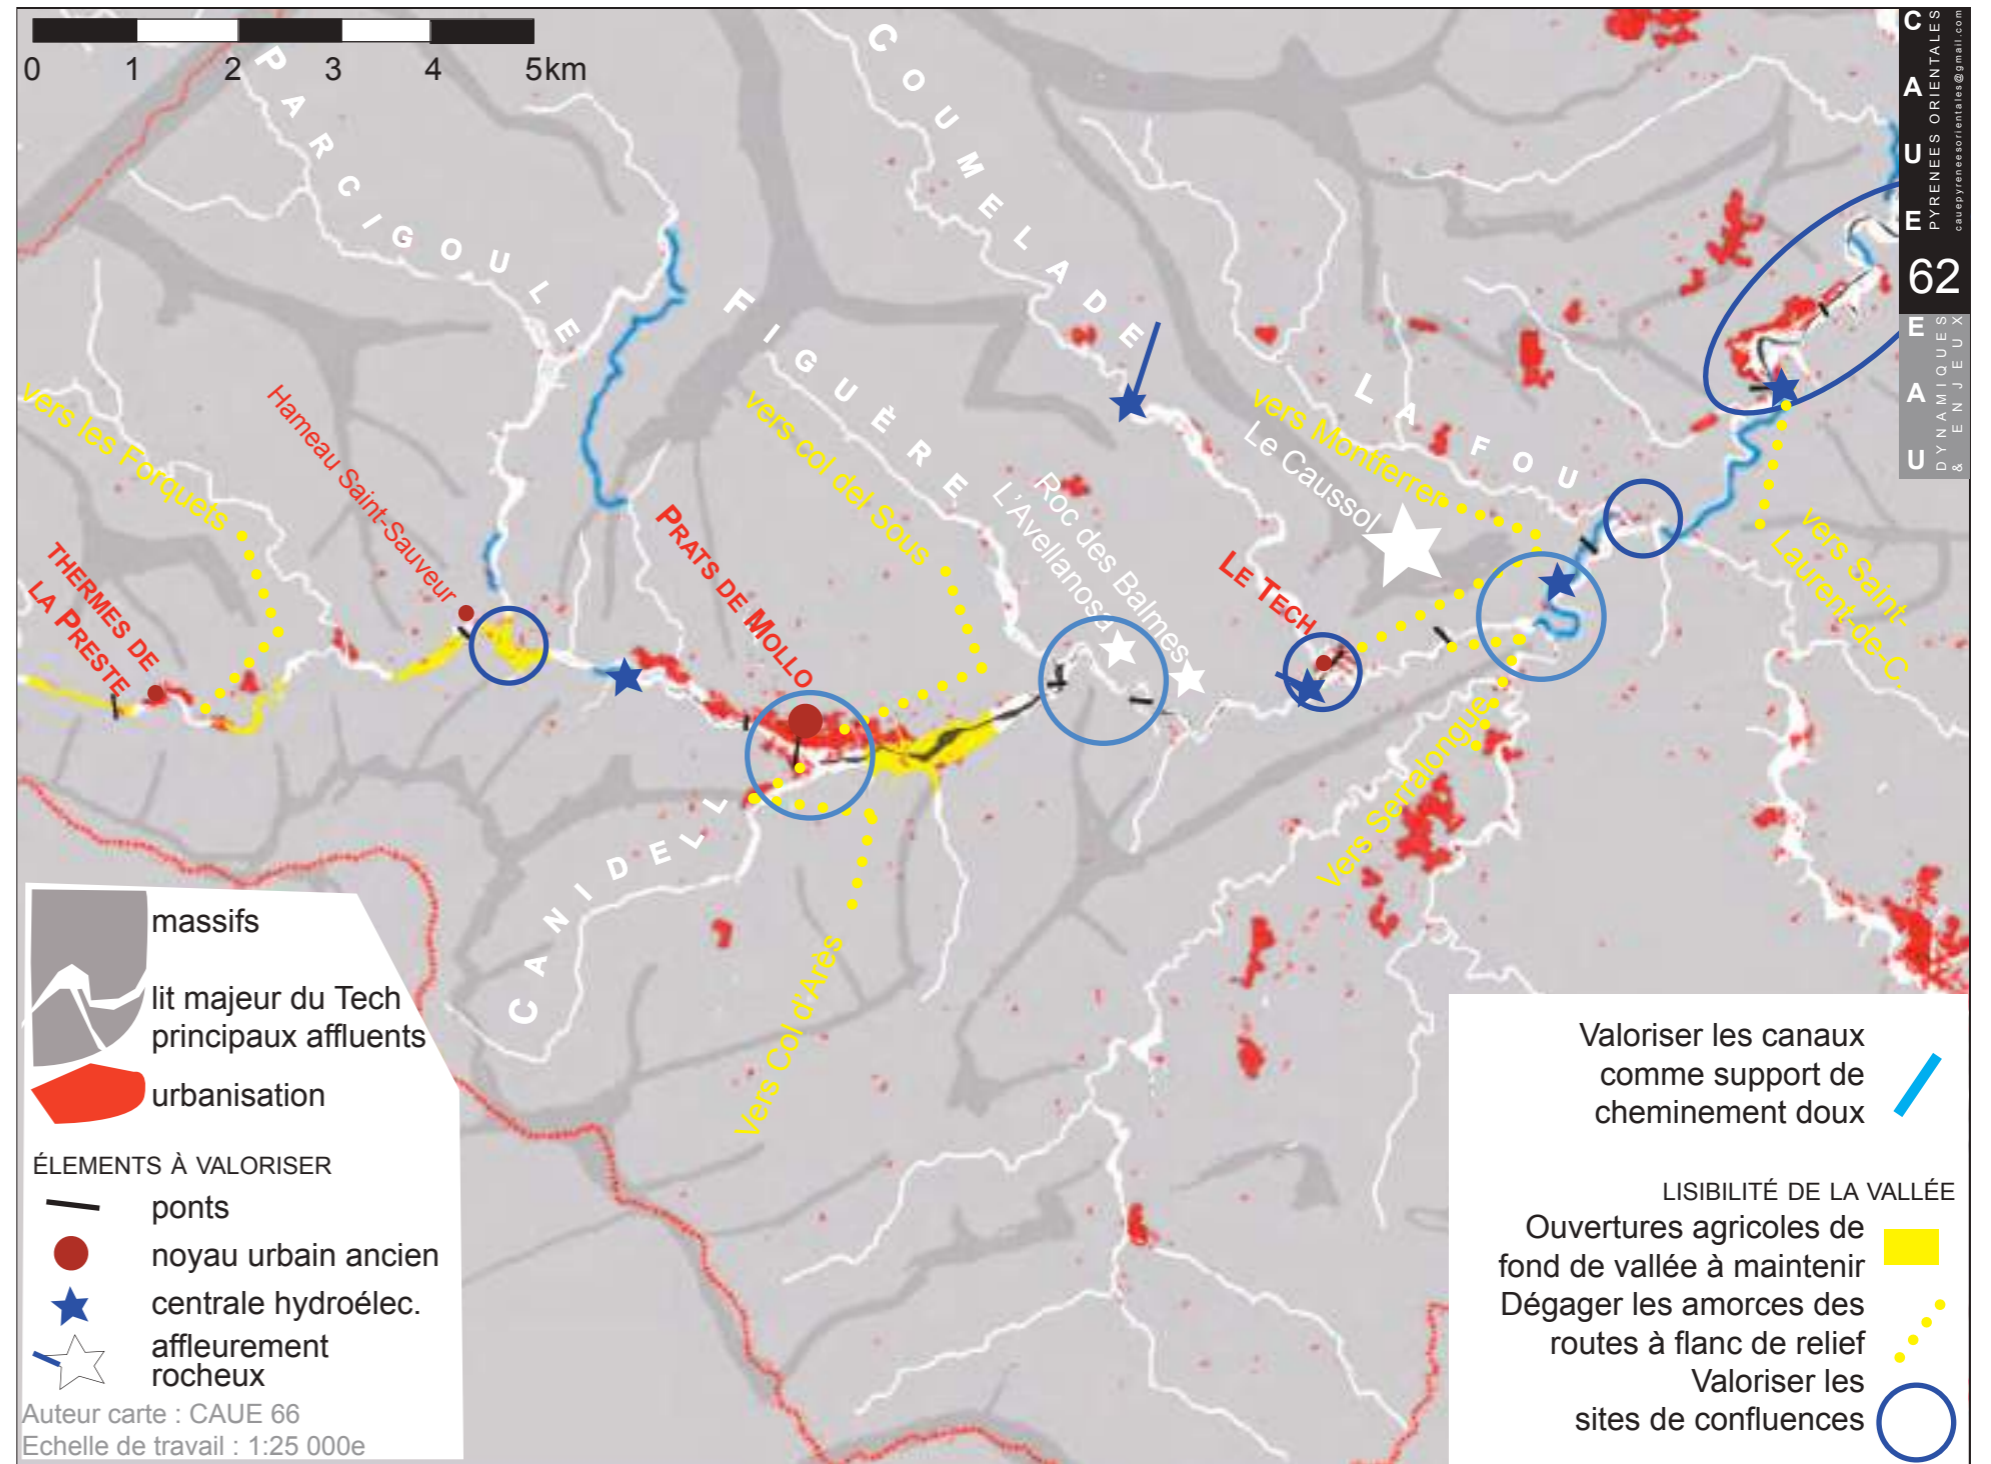 0 1 2 3 4 5km
PARCIGOULE
COUMELADE
FIGUÈRE
LA FOU
CANIDELL
vers les Forquets
Hameau Saint-Sauveur
THERMES DE
LA PRESTE
PRATS DE MOLLO
vers col del Sous
Roc des Balmes
L'Avellanosa
LE TECH
vers Montferrer
Le Caussol
vers Saint-
Laurent-de-C.
Vers Serralongue
Vers Col d'Arès
CAUE
PYRENEES ORIENTALES
cauepyreneesorientales@gmail.com
62
EAU
DYNAMIQUES
& ENJEUX
massifs
lit majeur du Tech
principaux affluents
urbanisation
ÉLEMENTS À VALORISER
ponts
noyau urbain ancien
centrale hydroélec.
affleurement
rocheux
Auteur carte : CAUE 66
Echelle de travail : 1:25 000e
Valoriser les canaux
comme support de
cheminement doux
LISIBILITÉ DE LA VALLÉE
Ouvertures agricoles de
fond de vallée à maintenir
Dégager les amorces des
routes à flanc de relief
Valoriser les
sites de confluences